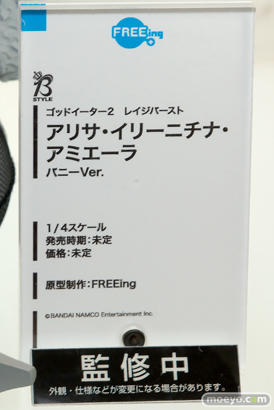 FREEing
B
STYLE
ゴッドイーター2 レイジバースト
アリサ・イリーニチナ・
アミエーラ
バニーVer.
1/4スケール
発売時期:未定
価格:未定
原型制作:FREEing
©BANDAI NAMCO Entertainment Inc.
監修中
外観・仕様などが変更になる場合があります。
moeyo.com